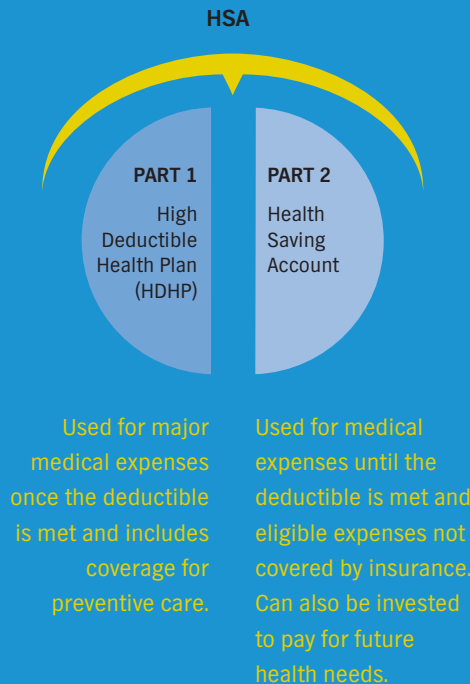 HSA
PART 1
High
Deductible
Health Plan
(HDHP)
PART 2
Health
Saving
Account
Used for major
medical expenses
once the deductible
is met and includes
coverage for
preventive care.
Used for medical
expenses until the
deductible is met and
eligible expenses not
covered by insurance.
Can also be invested
to pay for future
health needs.